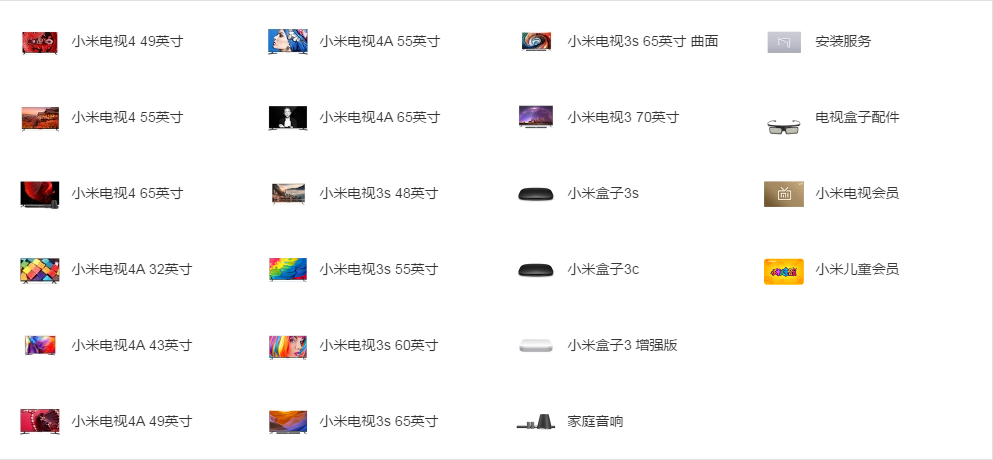 小米电视4 49英寸
小米电视4 55英寸
小米电视4 65英寸
小米电视4A 32英寸
小米电视4A 43英寸
小米电视4A 49英寸
小米电视4A 55英寸
小米电视4A 65英寸
小米电视3s 48英寸
小米电视3s 55英寸
小米电视3s 60英寸
小米电视3s 65英寸
小米电视3s 65英寸 曲面
小米电视3 70英寸
小米盒子3s
小米盒子3c
小米盒子3 增强版
家庭音响
安装服务
电视盒子配件
mi
小米电视会员
小米儿童会员